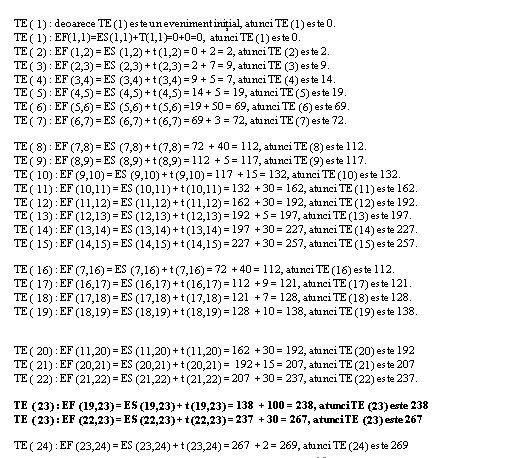 TE ( 1) : deoarece TE (1) este un eveniment iniţial, atunci TE (1) este 0.
TE ( 1) : EF(1,1)=ES(1,1)+T(1,1)=0+0=0, atunci TE (1) este 0.
TE ( 2) : EF (1,2) = ES (1,2) + t (1,2) = 0 + 2 = 2, atunci TE (2) este 2.
TE ( 3) : EF (2,3) = ES (2,3) + t (2,3) = 2 + 7 = 9, atunci TE (3) este 9.
TE ( 4) : EF (3,4) = ES (3,4) + t (3,4) = 9 + 5 = 7, atunci TE (4) este 14.
TE ( 5) : EF (4,5) = ES (4,5) + t (4,5) = 14 + 5 = 19, atunci TE (5) este 19.
TE ( 6) : EF (5,6) = ES (5,6) + t (5,6) =19 + 50 = 69, atunci TE (6) este 69.
TE ( 7) : EF (6,7) = ES (6,7) + t (6,7) = 69 + 3 = 72, atunci TE (7) este 72.
TE ( 8) : EF (7,8) = ES (7,8) + t (7,8) = 72 + 40 = 112, atunci TE (8) este 112.
TE ( 9) : EF (8,9) = ES (8,9) + t (8,9) = 112 + 5 = 117, atunci TE (9) este 117.
TE ( 10) : EF (9,10) = ES (9,10) + t (9,10) = 117 + 15 = 132, atunci TE (10) este 132.
TE ( 11) : EF (10,11) = ES (10,11) + t (10,11) = 132 + 30 = 162, atunci TE (11) este 162.
TE ( 12) : EF (11,12) = ES (11,12) + t (11,12) = 162 + 30 = 192, atunci TE (12) este 192.
TE ( 13) : EF (12,13) = ES (12,13) + t (12,13) = 192 + 5 = 197, atunci TE (13) este 197.
TE ( 14) : EF (13,14) = ES (13,14) + t (13,14) = 197 + 30 = 227, atunci TE (14) este 227.
TE ( 15) : EF (14,15) = ES (14,15) + t (14,15) = 227 + 30 = 257, atunci TE (15) este 257.
TE ( 16) : EF (7,16) = ES (7,16) + t (7,16) = 72 + 40 = 112, atunci TE (16) este 112.
TE ( 17) : EF (16,17) = ES (16,17) + t (16,17) = 112 + 9 = 121, atunci TE (17) este 121.
TE ( 18) : EF (17,18) = ES (17,18) + t (17,18) = 121 + 7 = 128, atunci TE (18) este 128.
TE ( 19) : EF (18,19) = ES (18,19) + t (18,19) = 128 + 10 = 138, atunci TE (19) este 138.
TE ( 20) : EF (11,20) = ES (11,20) + t (11,20) = 162 + 30 = 192, atunci TE (20) este 192
TE ( 21) : EF (20,21) = ES (20,21) + t (20,21) = 192 + 15 = 207, atunci TE (21) este 207
TE ( 22) : EF (21,22) = ES (21,22) + t (21,22) = 207 + 30 = 237, atunci TE (22) este 237.
TE (23) : EF (19,23) = ES (19,23) + t (19,23) = 138 + 100 = 238, atunci TE (23) este 238
TE (23) : EF (22,23) = ES (22,23) + t (22,23) = 237 + 30 = 267, atunci TE (23) este 267
TE ( 24) : EF (23,24) = ES (23,24) + t (23,24) = 267 + 2 = 269, atunci TE (24) este 269